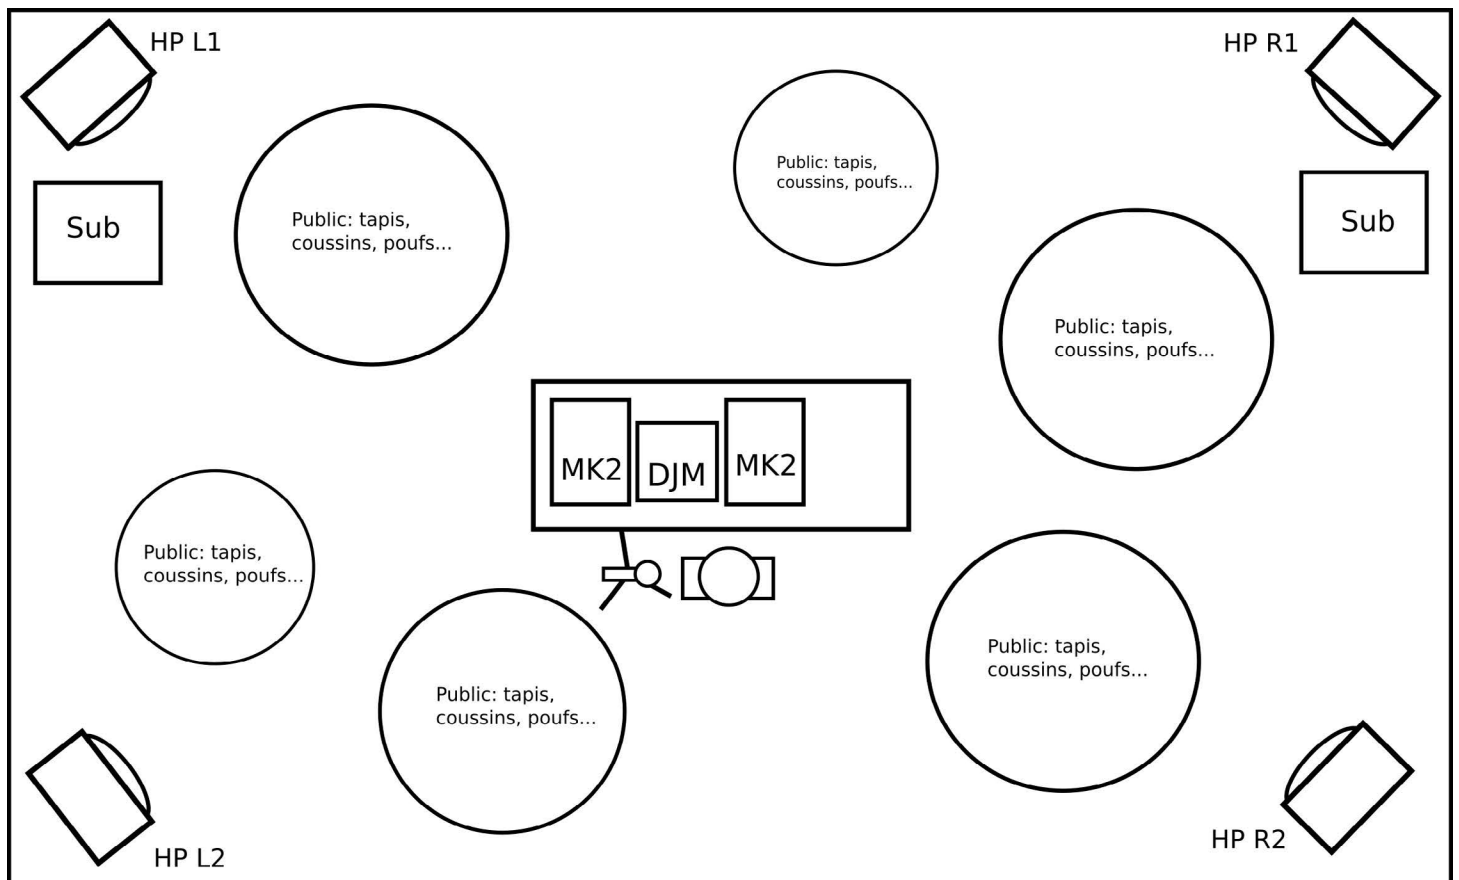 HP L1
HP R1
Public: tapis,
coussins, poufs...
Sub
Public: tapis,
coussins, poufs...
Sub
Public: tapis,
coussins, poufs...
MK2
DJM
MK2
Public: tapis,
coussins, poufs...
Public: tapis,
coussins, poufs...
Public: tapis,
coussins, poufs...
HP L2
HP R2